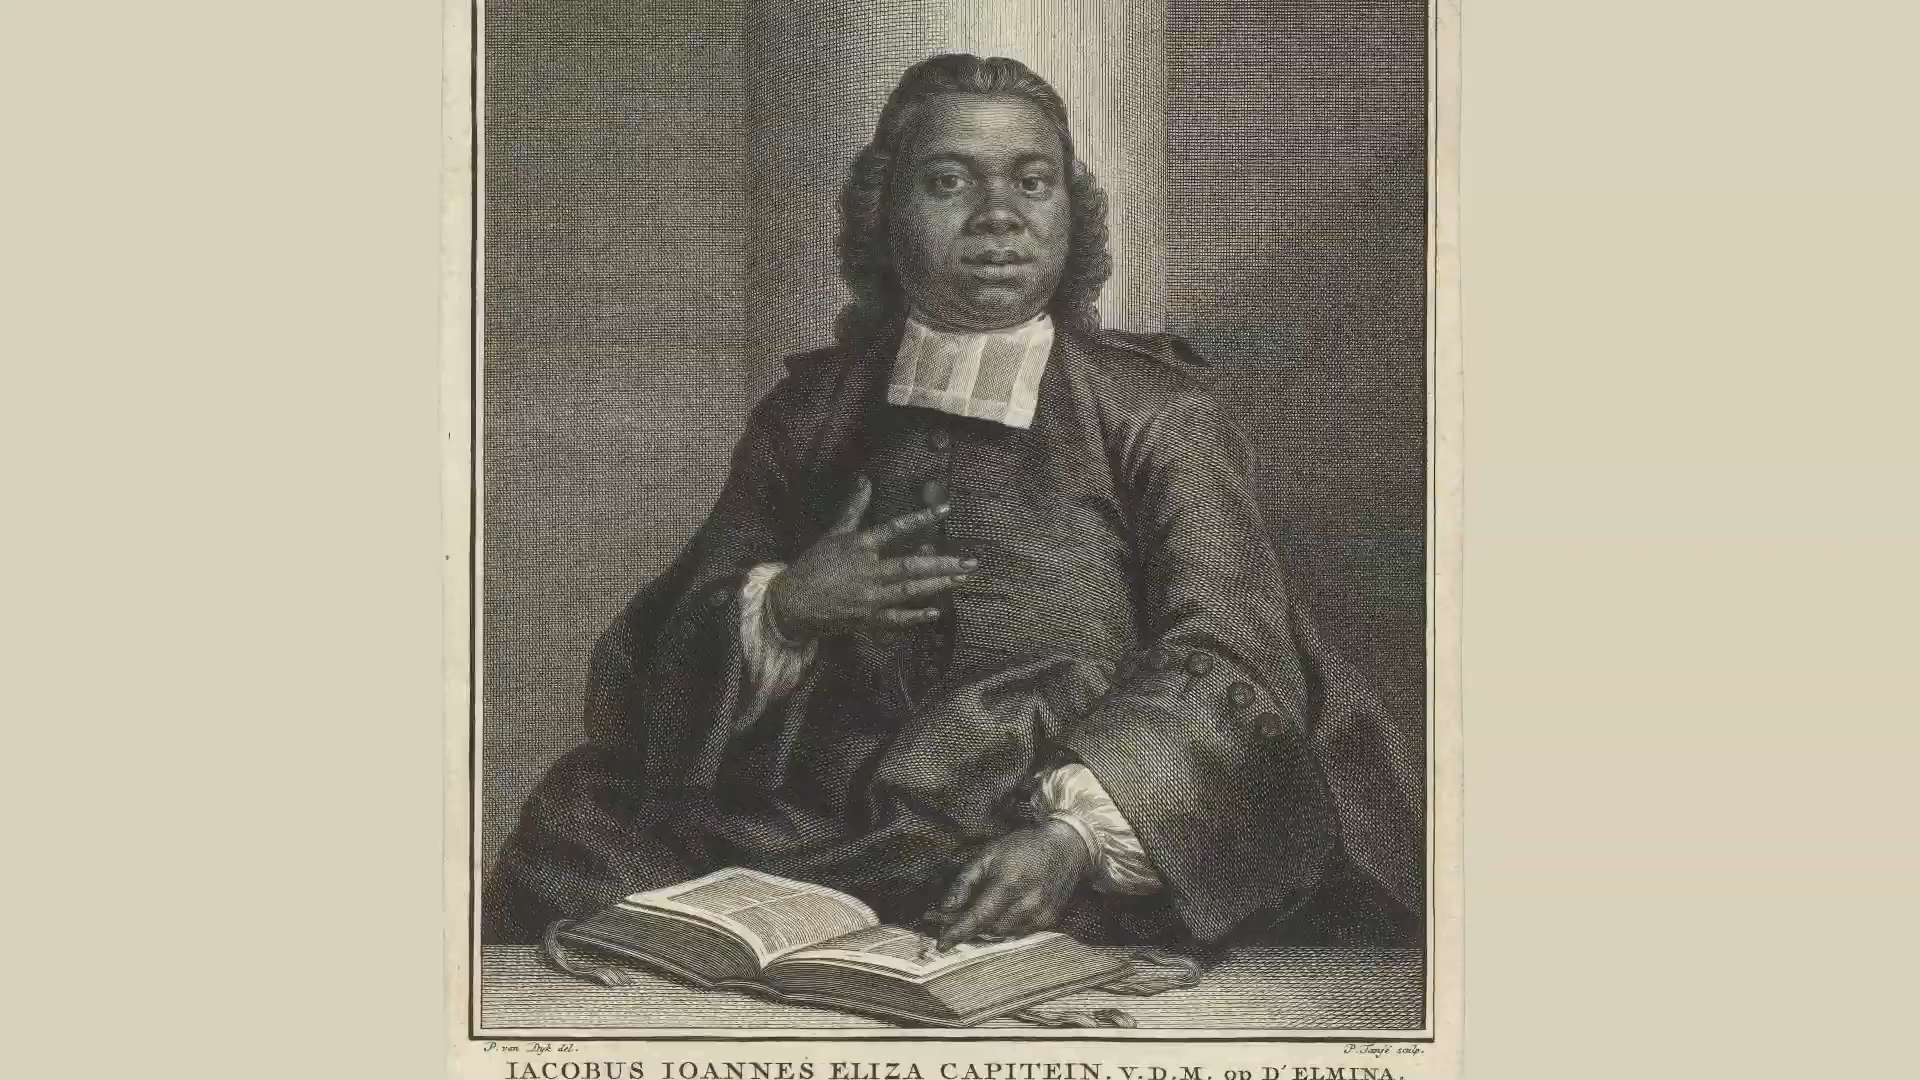 P. van Dyk del.
P. Tanjé sculp.
IACOBUS IOANNES ELIZA CAPITEIN. V.D.M. op D'ELMINA.